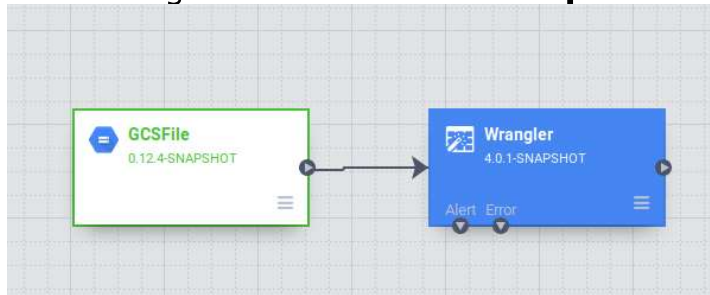 GCSFile
0.12.4-SNAPSHOT
Wrangler
4.0.1-SNAPSHOT
Alert Error